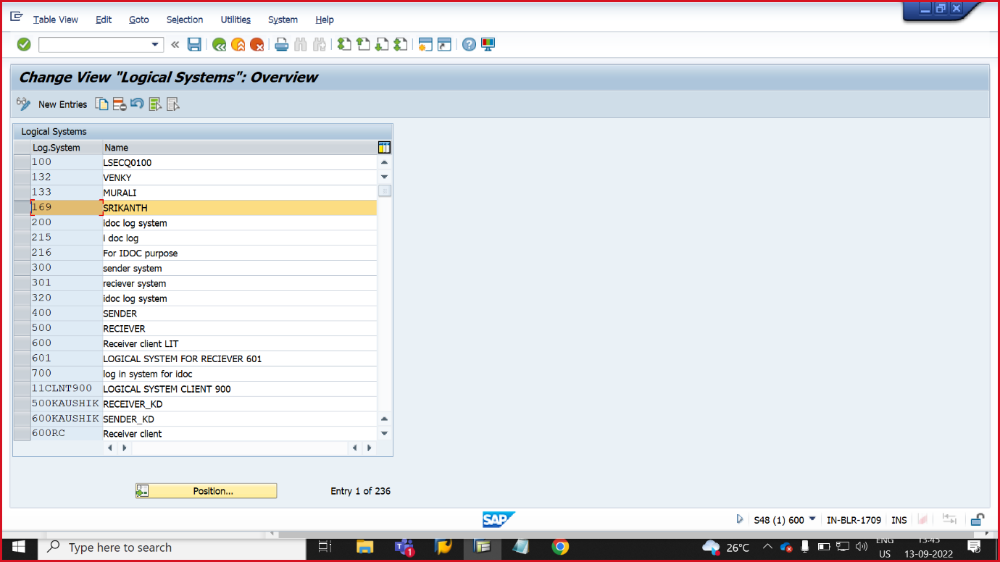 Table View Edit Goto Selection Utilities System Help
Change View "Logical Systems": Overview
New Entries
Logical Systems
Log.System Name
100 LSECQ0100
132 VENKY
133 MURALI
169 SRIKANTH
200 idoc log system
215 i doc log
216 For IDOC purpose
300 sender system
301 reciever system
320 idoc log system
400 SENDER
500 RECIEVER
600 Receiver client LIT
601 LOGICAL SYSTEM FOR RECIEVER 601
700 log in system for idoc
11CLNT900 LOGICAL SYSTEM CLIENT 900
500KAUSHIK RECEIVER_KD
600KAUSHIK SENDER_KD
600RC Receiver client
Position... Entry 1 of 236
SAP S48 (1) 600 IN-BLR-1709 INS
Type here to search 1 26°C ENG 13:45
US 13-09-2022